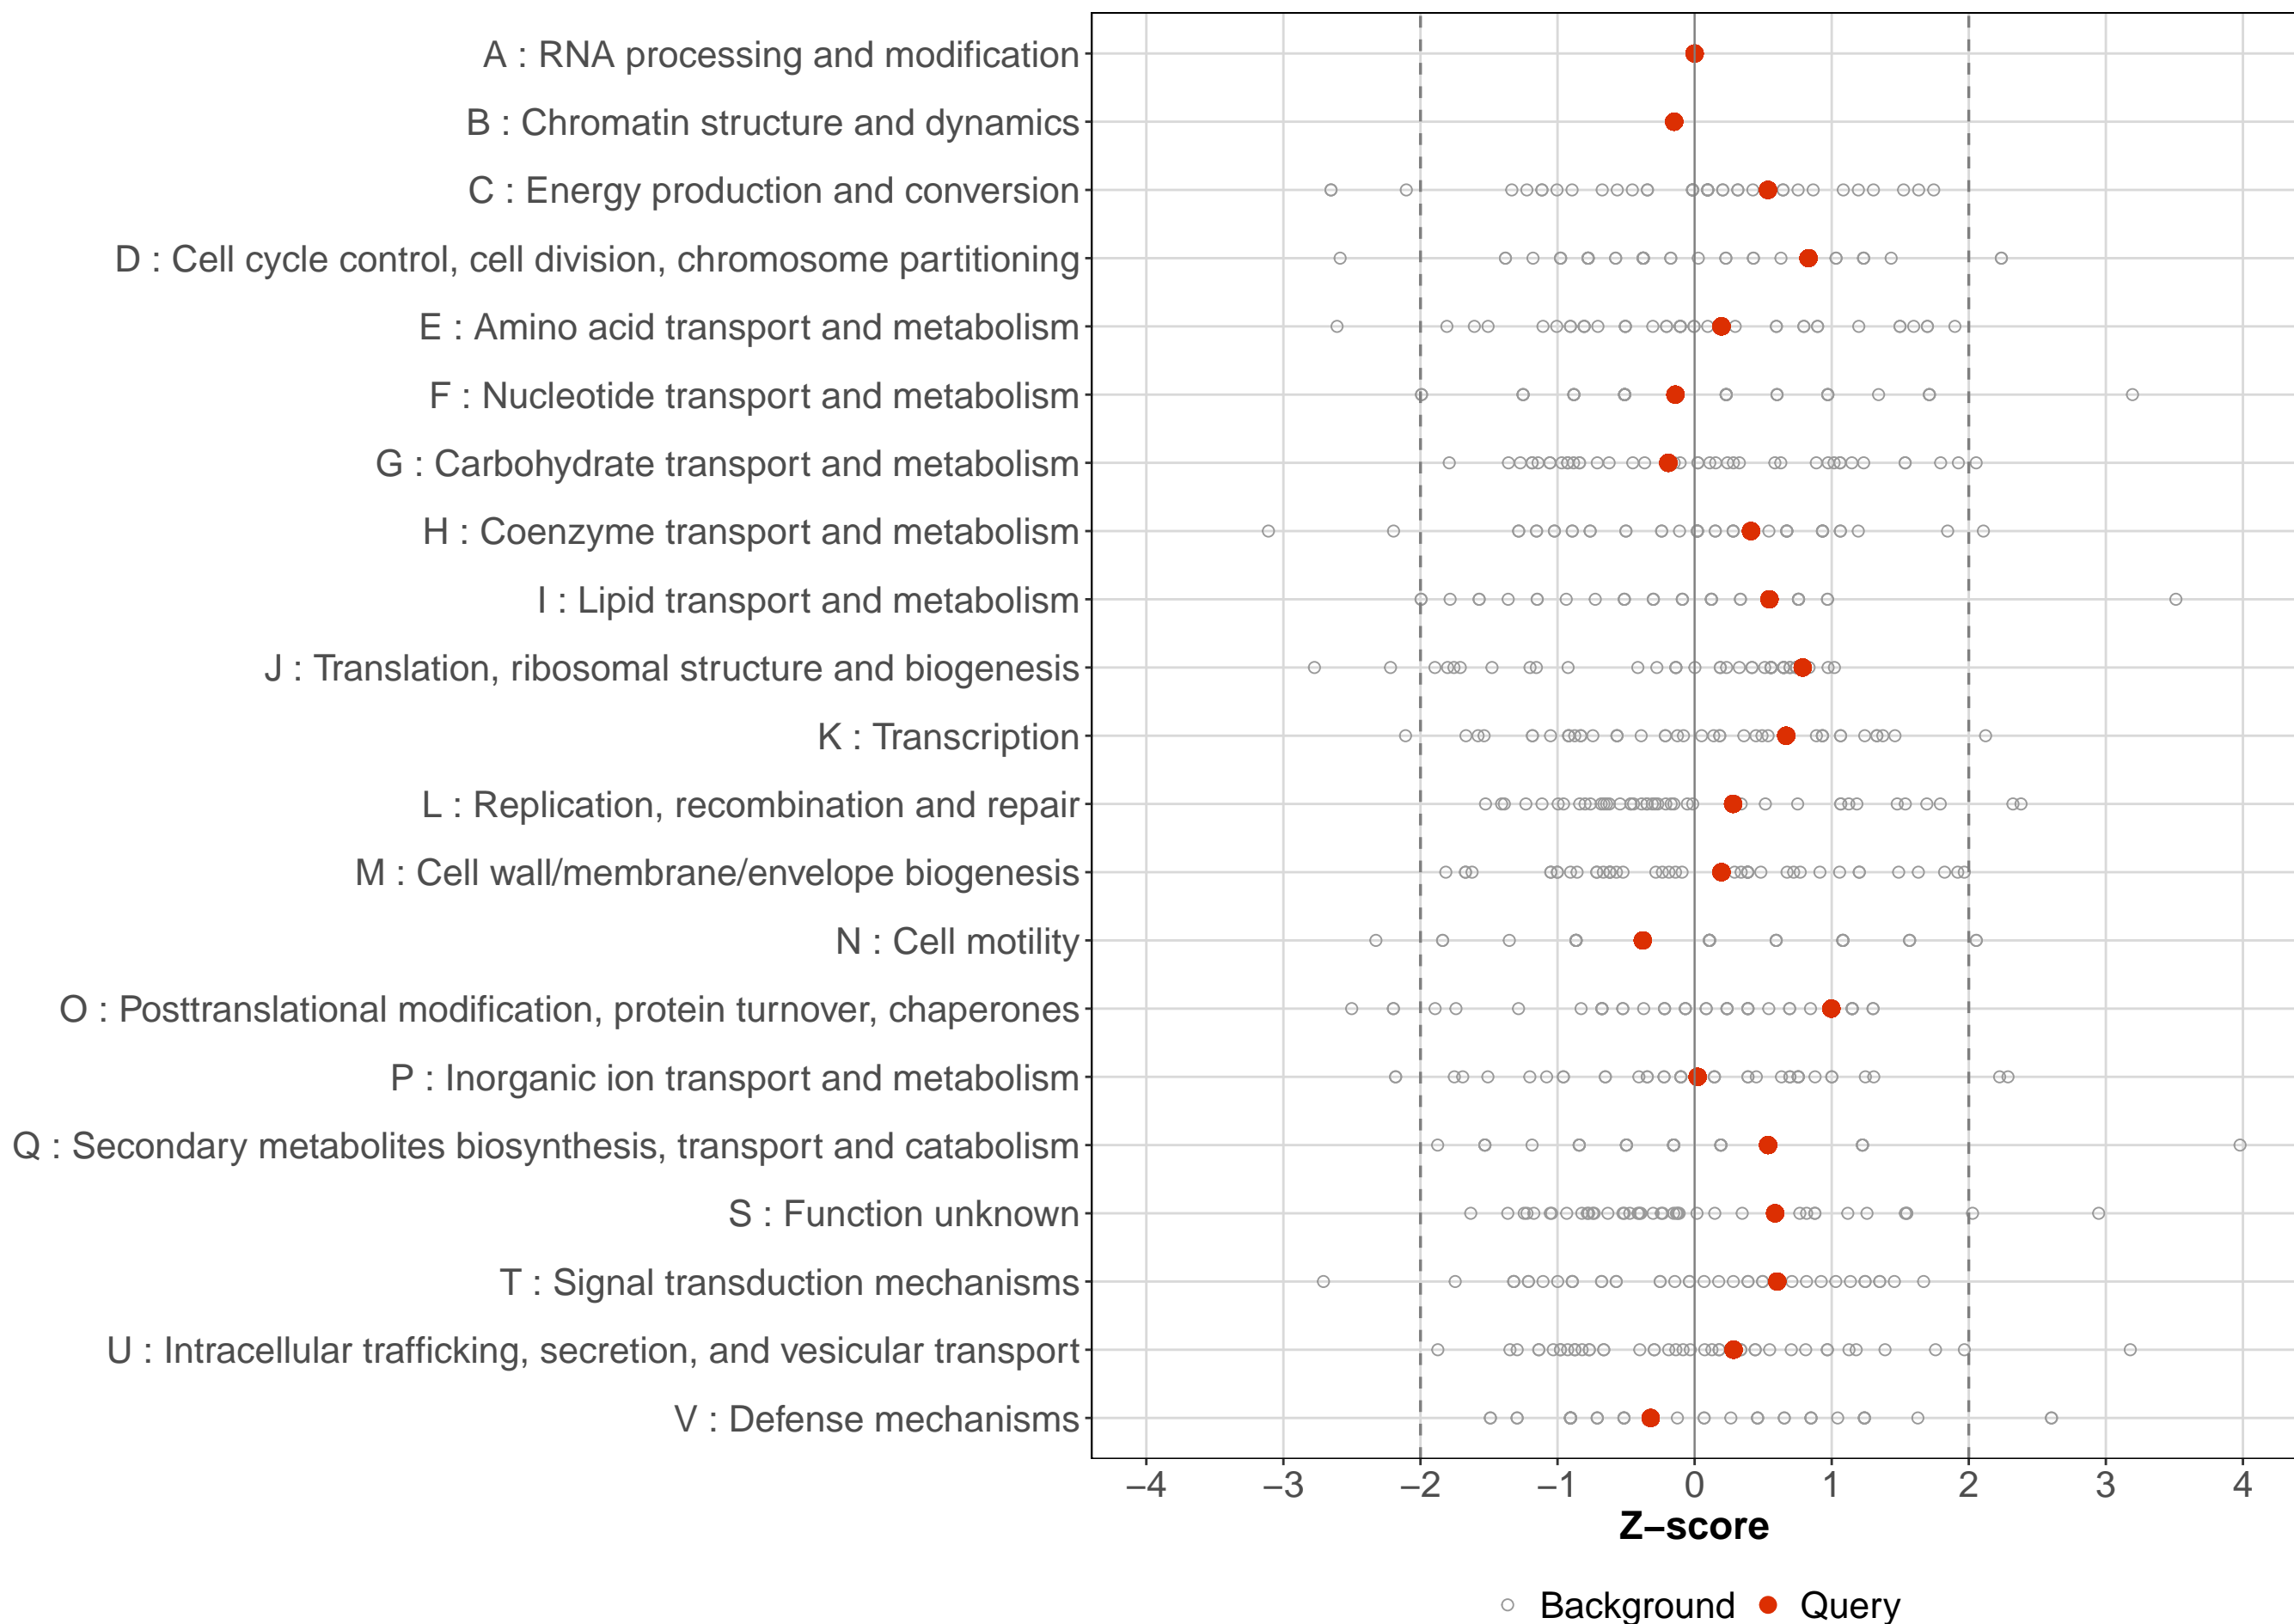 A : RNA processing and modification
B : Chromatin structure and dynamics
C : Energy production and conversion
D : Cell cycle control, cell division, chromosome partitioning
E : Amino acid transport and metabolism
F : Nucleotide transport and metabolism
G : Carbohydrate transport and metabolism
H : Coenzyme transport and metabolism
I : Lipid transport and metabolism
J : Translation, ribosomal structure and biogenesis
K : Transcription
L : Replication, recombination and repair
M : Cell wall/membrane/envelope biogenesis
N : Cell motility
O : Posttranslational modification, protein turnover, chaperones
P : Inorganic ion transport and metabolism
Q : Secondary metabolites biosynthesis, transport and catabolism
S : Function unknown
T : Signal transduction mechanisms
U : Intracellular trafficking, secretion, and vesicular transport
V : Defense mechanisms
−4 −3 −2 −1 0 1 2 3 4
Z−score
Background Query